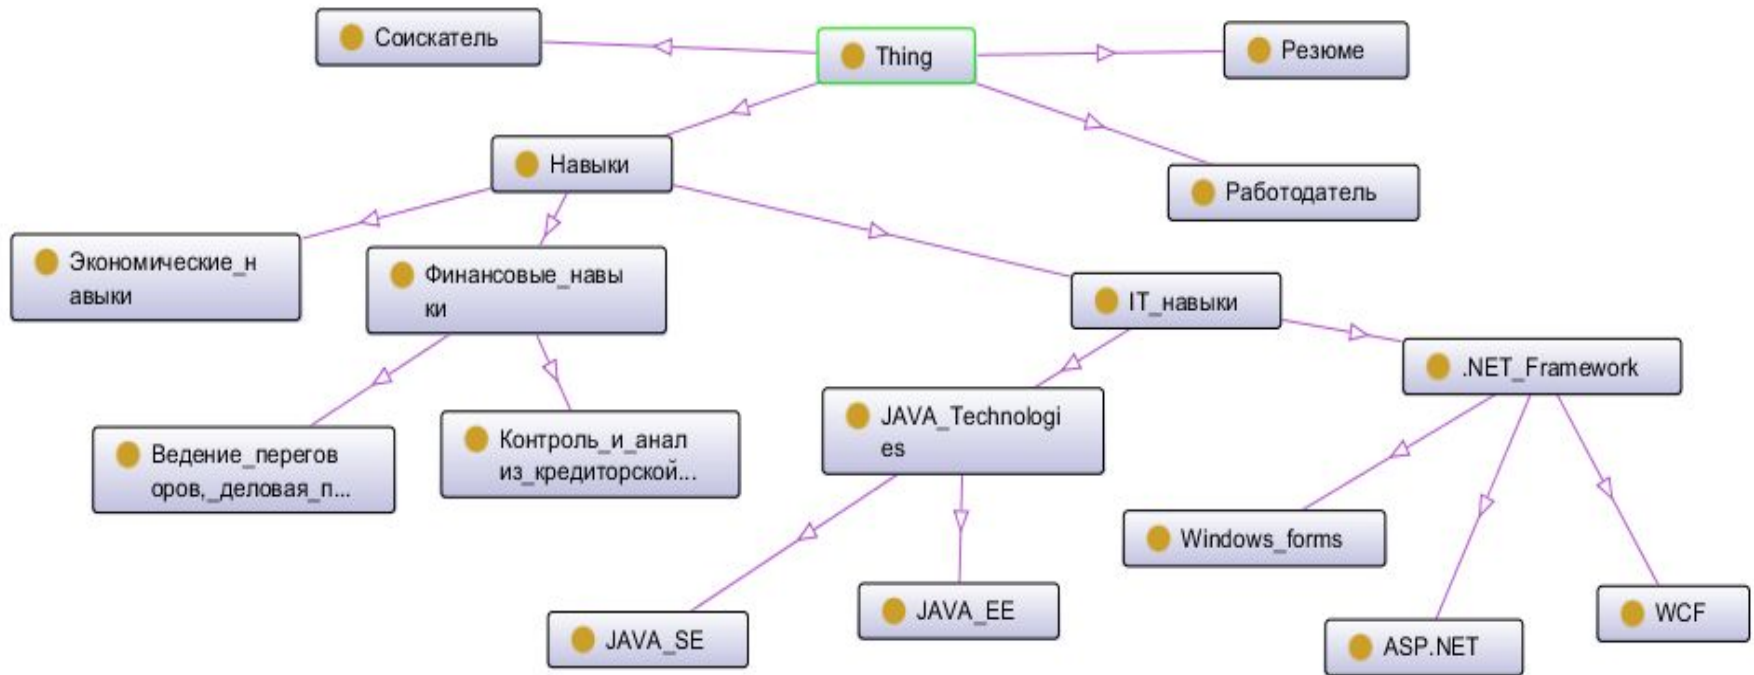 Соискатель
Thing
Резюме
Навыки
Работодатель
Экономические_н
авыки
Финансовые_навы
ки
IT_навыки
.NET_Framework
JAVA_Technologi
es
Ведение_перегов
оров,_деловая_п...
Контроль_и_анал
из_кредиторской...
Windows_forms
JAVA_SE
JAVA_EE
ASP.NET
WCF